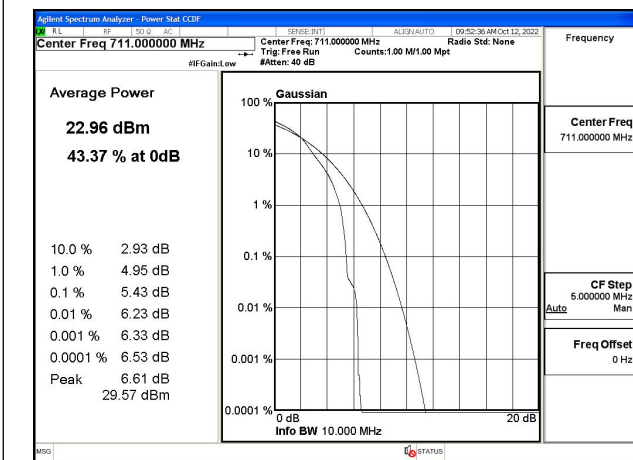 Agilent Spectrum Analyzer - Power Stat CCDF
RL RF 50 Ω AC SENSE:INT ALIGN AUTO 09:52:36 AM Oct 12, 2022
Center Freq 711.000000 MHz
Center Freq: 711.000000 MHz Radio Std: None
Trig: Free Run Counts:1.00 M/1.00 Mpt
#IFGain:Low #Atten: 40 dB
Frequency
Average Power
22.96 dBm
43.37 % at 0dB
10.0 % 2.93 dB
1.0 % 4.95 dB
0.1 % 5.43 dB
0.01 % 6.23 dB
0.001 % 6.33 dB
0.0001 % 6.53 dB
Peak 6.61 dB
29.57 dBm
Gaussian
100 %
10 %
1 %
0.1 %
0.01 %
0.001 %
0.0001 %
0 dB 20 dB
Info BW 10.000 MHz
Center Freq
711.000000 MHz
CF Step
5.000000 MHz
Auto Man
Freq Offset
0 Hz
MSG STATUS